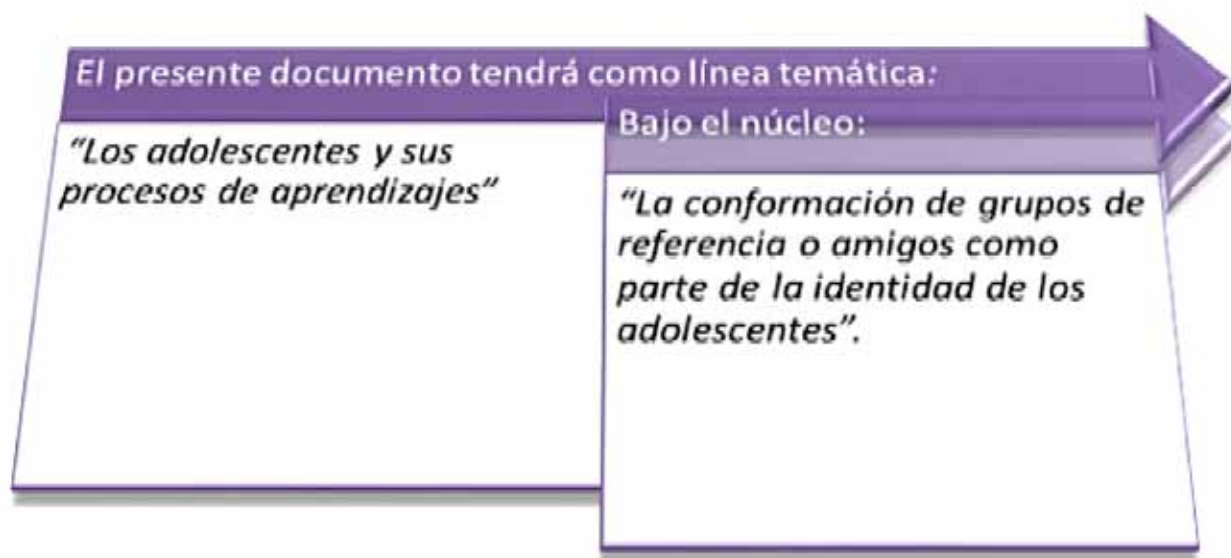 El presente documento tendrá como línea temática:
“Los adolescentes y sus
procesos de aprendizajes”
Bajo el núcleo:
“La conformación de grupos de
referencia o amigos como
parte de la identidad de los
adolescentes”.